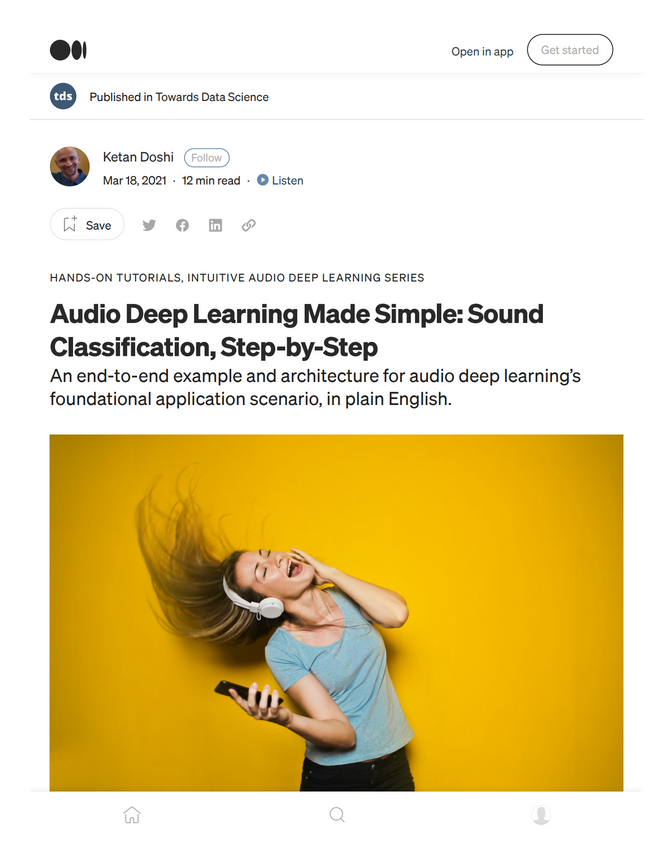 Open in app
Get started
tds
Published in Towards Data Science
Ketan Doshi
Follow
Mar 18, 2021 · 12 min read · Listen
Save
HANDS-ON TUTORIALS, INTUITIVE AUDIO DEEP LEARNING SERIES
Audio Deep Learning Made Simple: Sound
Classification, Step-by-Step
An end-to-end example and architecture for audio deep learning’s
foundational application scenario, in plain English.